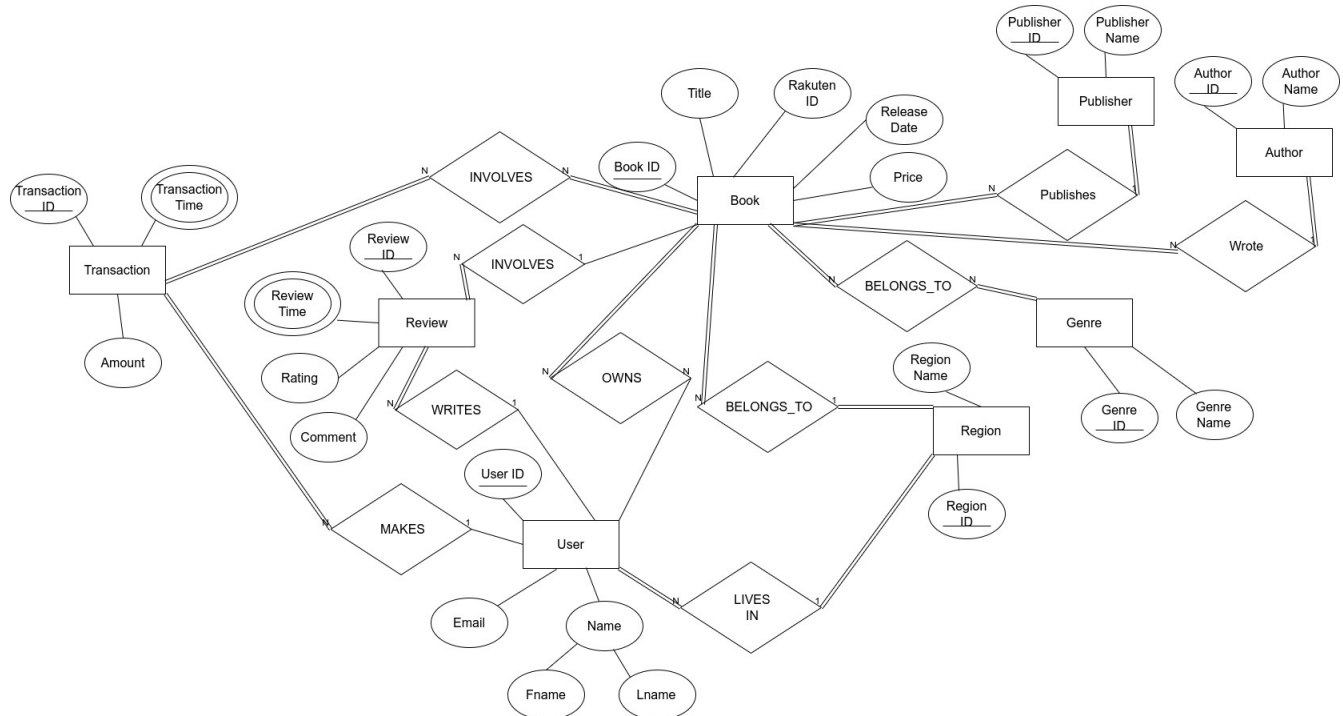 Publisher
ID
Publisher
Name
Author
ID
Author
Name
Publisher
Author
Title
Rakuten
ID
Release
Date
Price
Book ID
Book
N
INVOLVES
N
N
Publishes
1
N
Wrote
1
Transaction
ID
Transaction
Time
Transaction
Amount
Review
ID
Review
Time
Review
Rating
Comment
N
INVOLVES
1
N
BELONGS_TO
N
Genre
Genre
ID
Genre
Name
N
OWNS
N
N
WRITES
1
N
BELONGS_TO
1
Region
Name
Region
Region
ID
User ID
N
MAKES
1
User
N
LIVES
IN
1
Email
Name
Fname
Lname